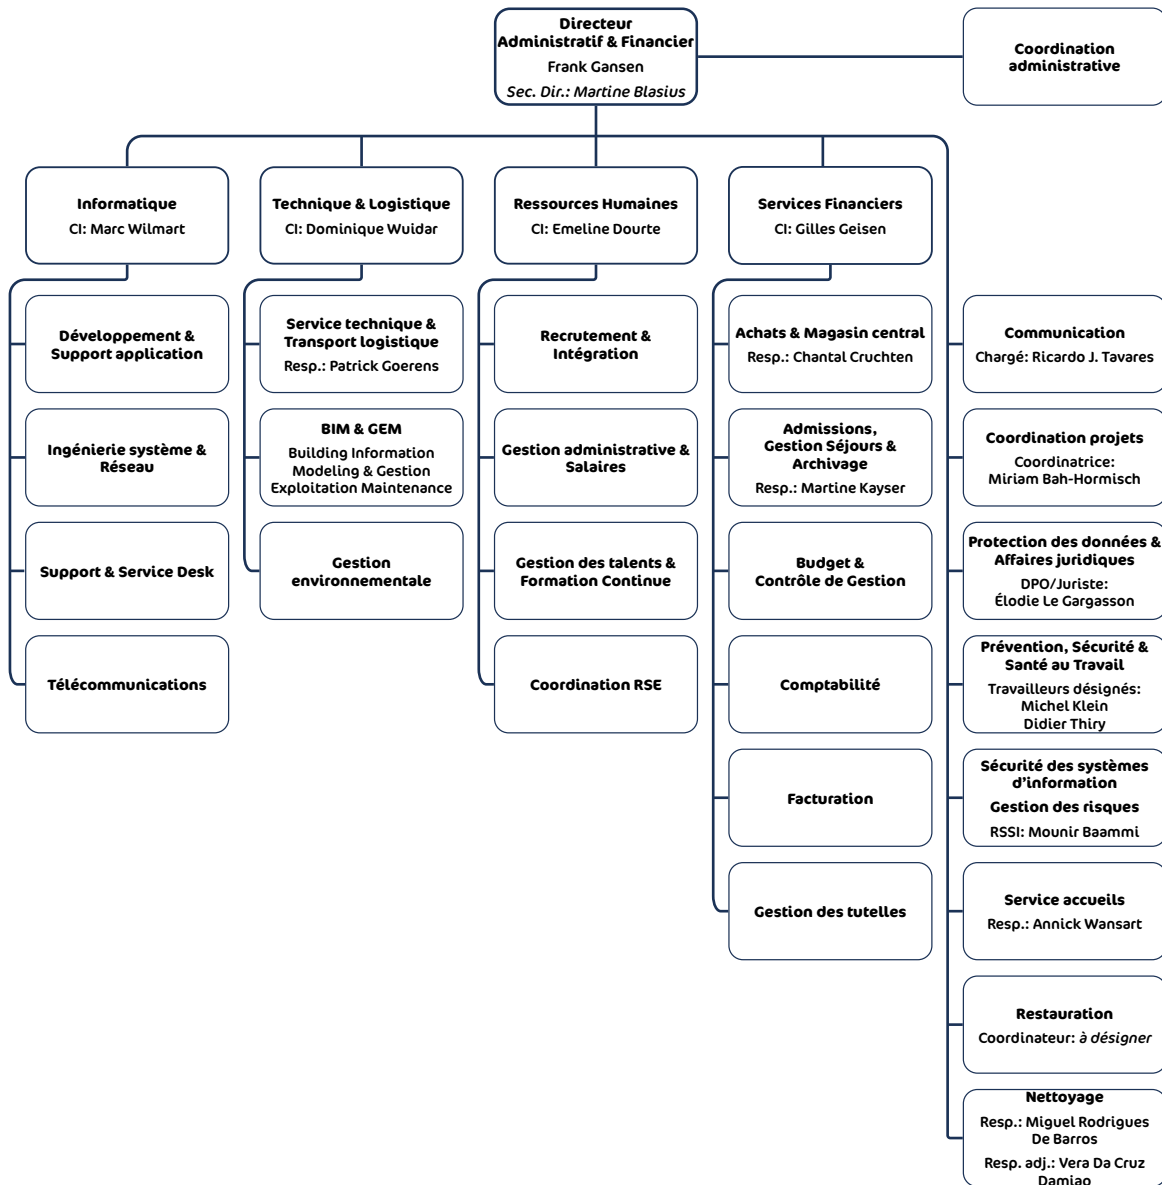 Directeur
Administratif & Financier
Frank Gansen
Sec. Dir.: Martine Blasius
Coordination
administrative
Informatique
CI: Marc Wilmart
Technique & Logistique
CI: Dominique Wuidar
Ressources Humaines
CI: Emeline Dourte
Services Financiers
CI: Gilles Geisen
Développement &
Support application
Ingénierie système &
Réseau
Support & Service Desk
Télécommunications
Service technique &
Transport logistique
Resp.: Patrick Goerens
BIM & GEM
Building Information
Modeling & Gestion
Exploitation Maintenance
Gestion
environnementale
Recrutement &
Intégration
Gestion administrative &
Salaires
Gestion des talents &
Formation Continue
Coordination RSE
Achats & Magasin central
Resp.: Chantal Cruchten
Admissions,
Gestion Séjours &
Archivage
Resp.: Martine Kayser
Budget &
Contrôle de Gestion
Comptabilité
Facturation
Gestion des tutelles
Communication
Chargé: Ricardo J. Tavares
Coordination projets
Coordinatrice:
Miriam Bah-Hormisch
Protection des données &
Affaires juridiques
DPO/Juriste:
Élodie Le Gargasson
Prévention, Sécurité &
Santé au Travail
Travailleurs désignés:
Michel Klein
Didier Thiry
Sécurité des systèmes
d'information
Gestion des risques
RSSI: Mounir Baammi
Service accueils
Resp.: Annick Wansart
Restauration
Coordinateur: à désigner
Nettoyage
Resp.: Miguel Rodrigues
De Barros
Resp. adj.: Vera Da Cruz
Damiao